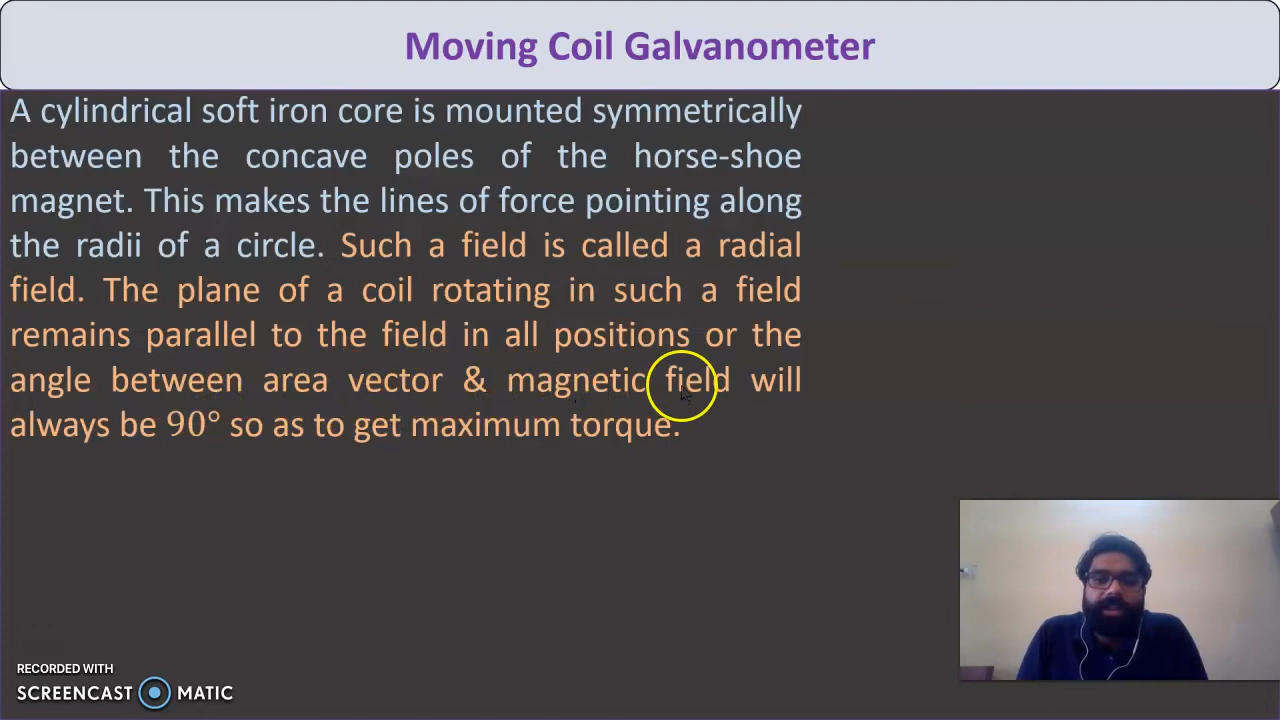 Moving Coil Galvanometer
A cylindrical soft iron core is mounted symmetrically
between the concave poles of the horse-shoe
magnet. This makes the lines of force pointing along
the radii of a circle. Such a field is called a radial
field. The plane of a coil rotating in such a field
remains parallel to the field in all positions or the
angle between area vector & magnetic field will
always be 90° so as to get maximum torque.
RECORDED WITH
SCREENCAST MATIC